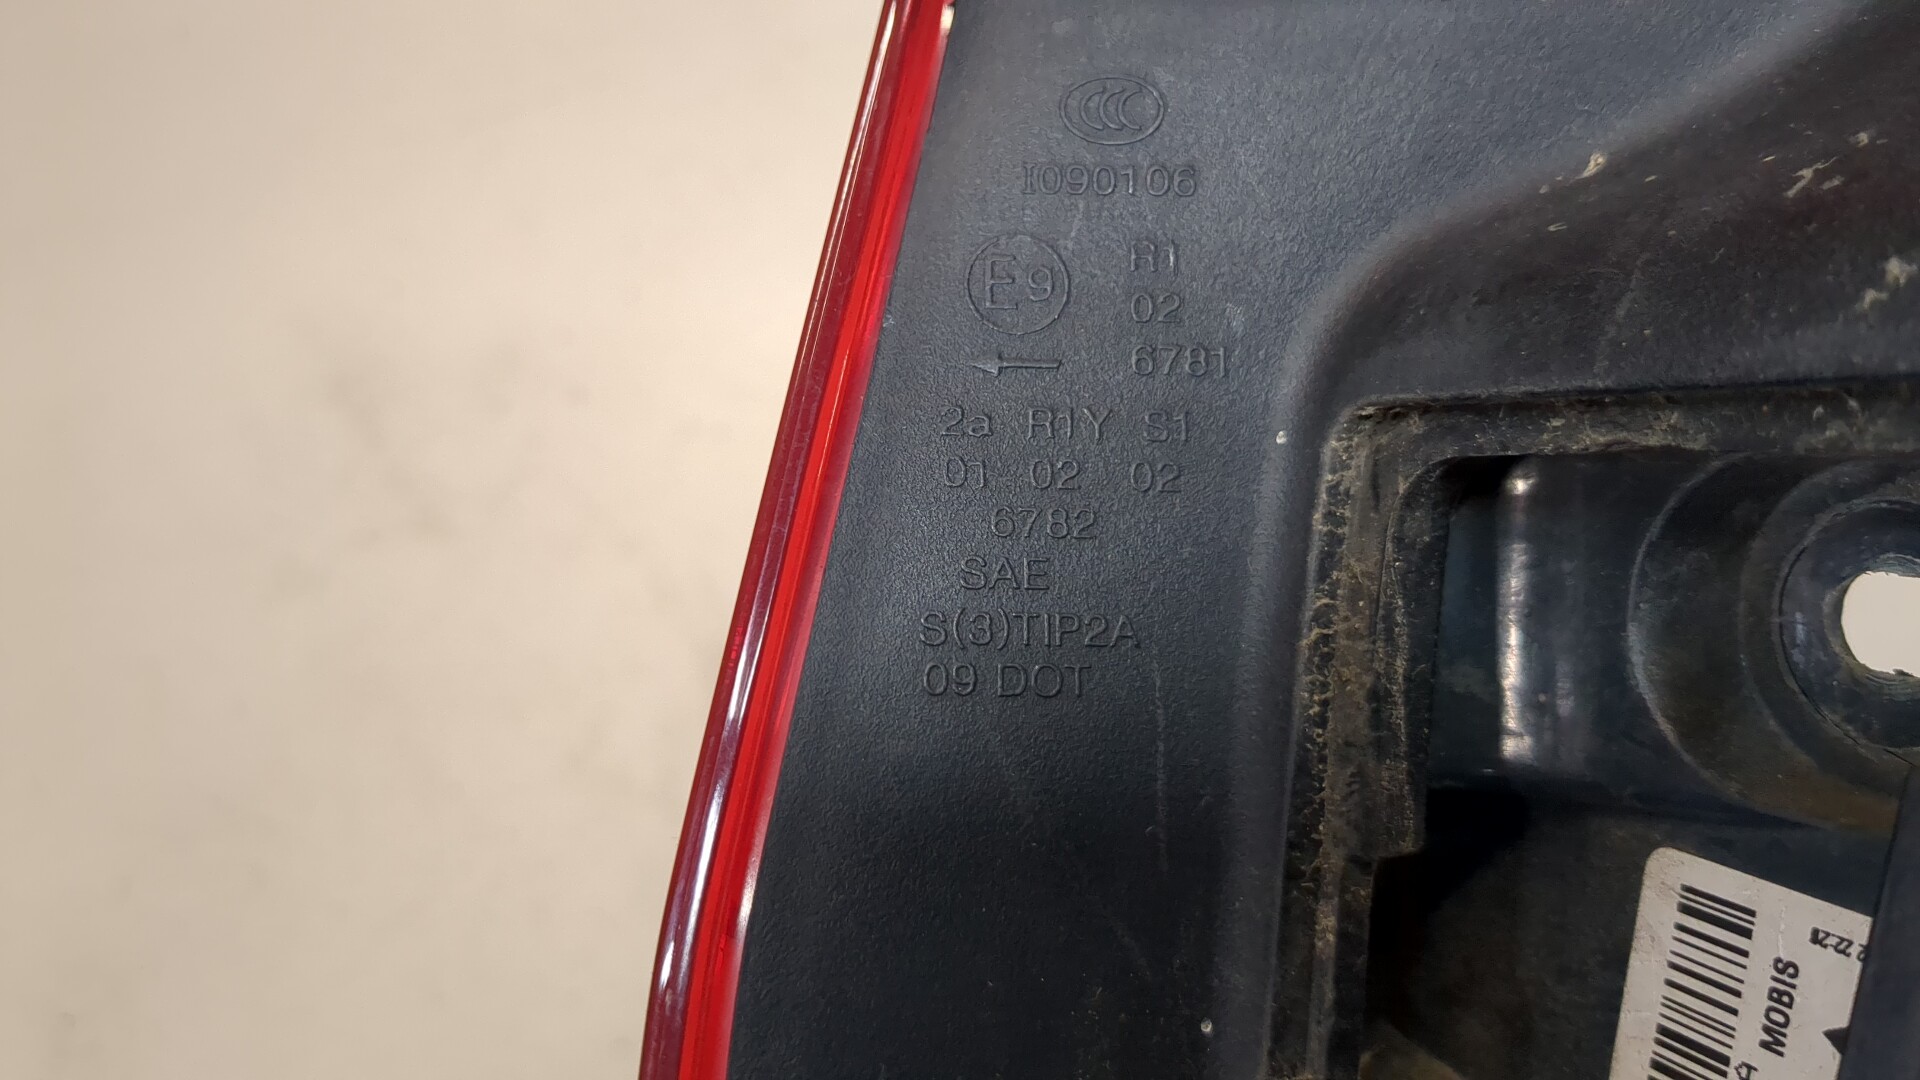 CCC
I090106
E9 R1
02
6781
2a R1Y S1
01 02 02
6782
SAE
S(3)TIP2A
09 DOT
MOBIS